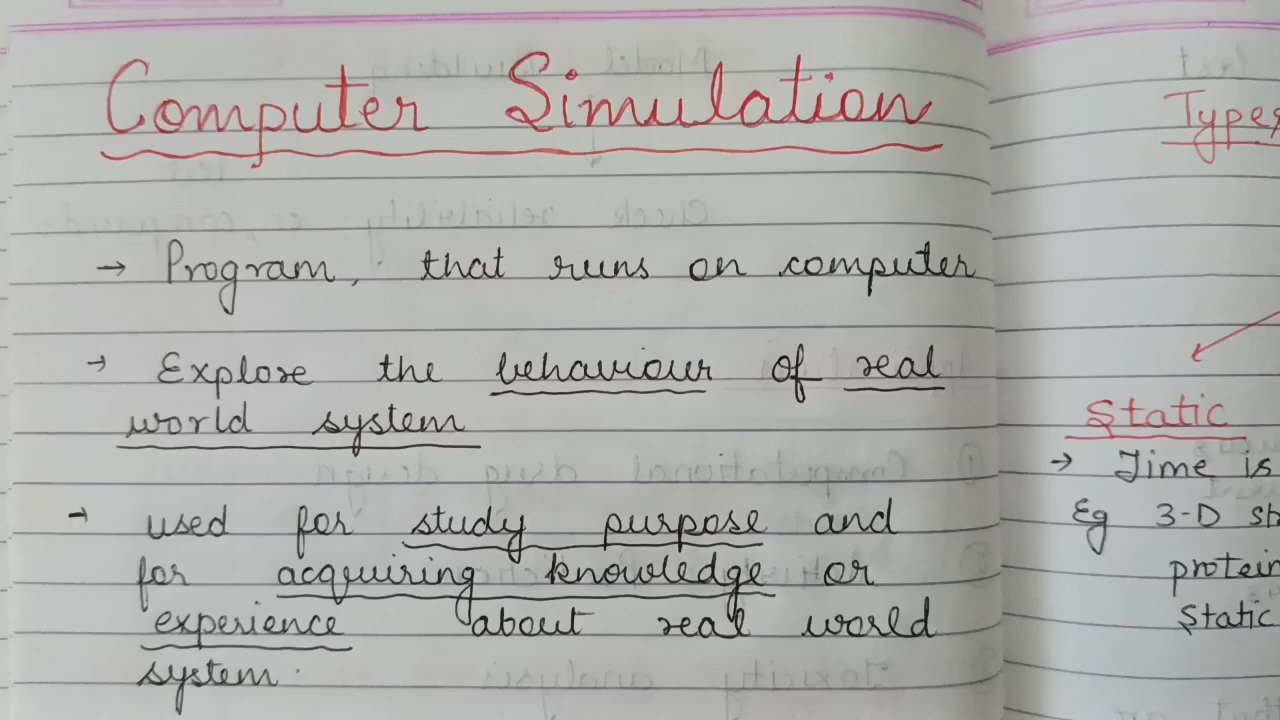 Computer Simulation
→ Program, that runs on computer
→ Explore the behaviour of real
world system
→ used for study purpose and
for acquiring knowledge or
experience about real world
system.
Types
Static
→ Time is
Eg 3-D
protein
static